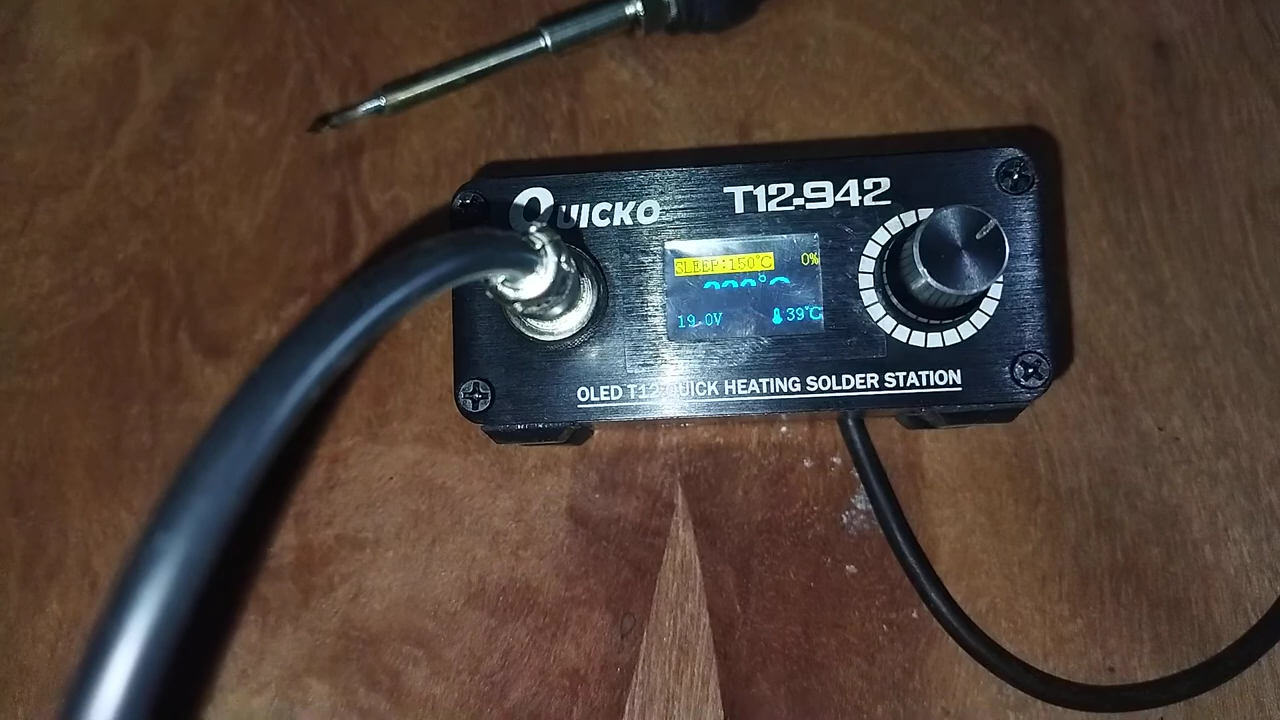 QUICKO
T12-942
SLEEP:150℃ 0%
19.0V 39℃
OLED T12 QUICK HEATING SOLDER STATION